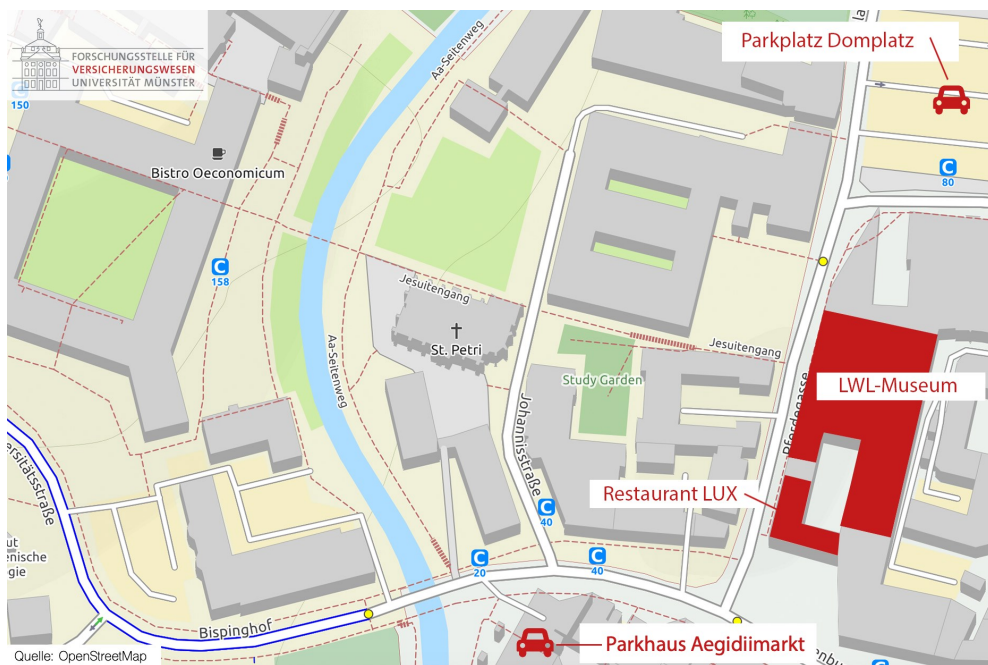 FORSCHUNGSSTELLE FÜR
VERSICHERUNGSWESEN
UNIVERSITÄT MÜNSTER
Parkplatz Domplatz
Aa-Seitenweg
150
Bistro Oeconomicum
80
158
Jesuitengang
St. Petri
Aa-Seitenweg
Jesuitengang
Study Garden
Pferdegasse
LWL-Museum
Johannisstraße
Restaurant LUX
40
20
40
Bispinghof
Parkhaus Aegidiimarkt
Quelle: OpenStreetMap